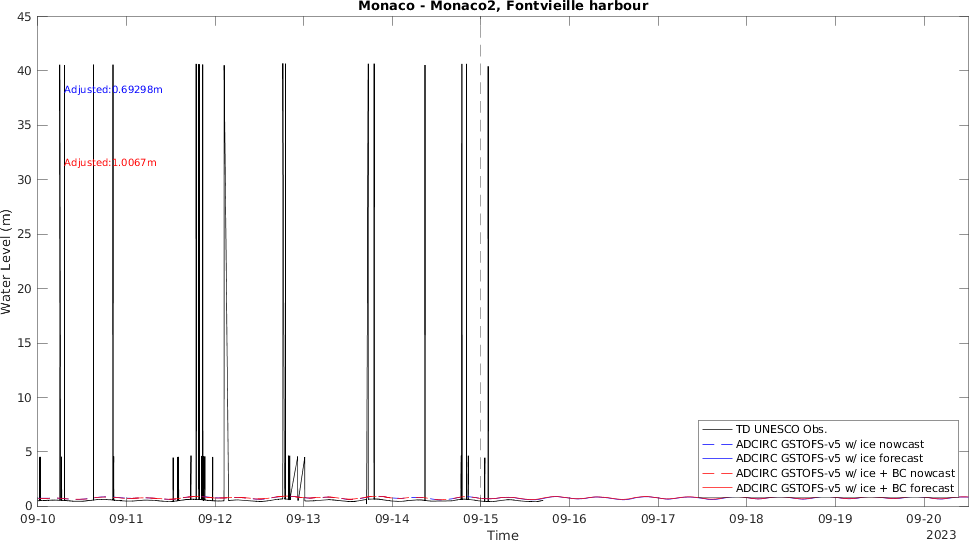 Monaco - Monaco2, Fontvieille harbour
45
40
35
30
25
20
15
10
5
0
Water Level (m)
Adjusted:0.69298m
Adjusted:1.0067m
TD UNESCO Obs.
ADCIRC GSTOFS-v5 w/ ice nowcast
ADCIRC GSTOFS-v5 w/ ice forecast
ADCIRC GSTOFS-v5 w/ ice + BC nowcast
ADCIRC GSTOFS-v5 w/ ice + BC forecast
09-10 09-11 09-12 09-13 09-14 09-15 09-16 09-17 09-18 09-19 09-20
Time
2023